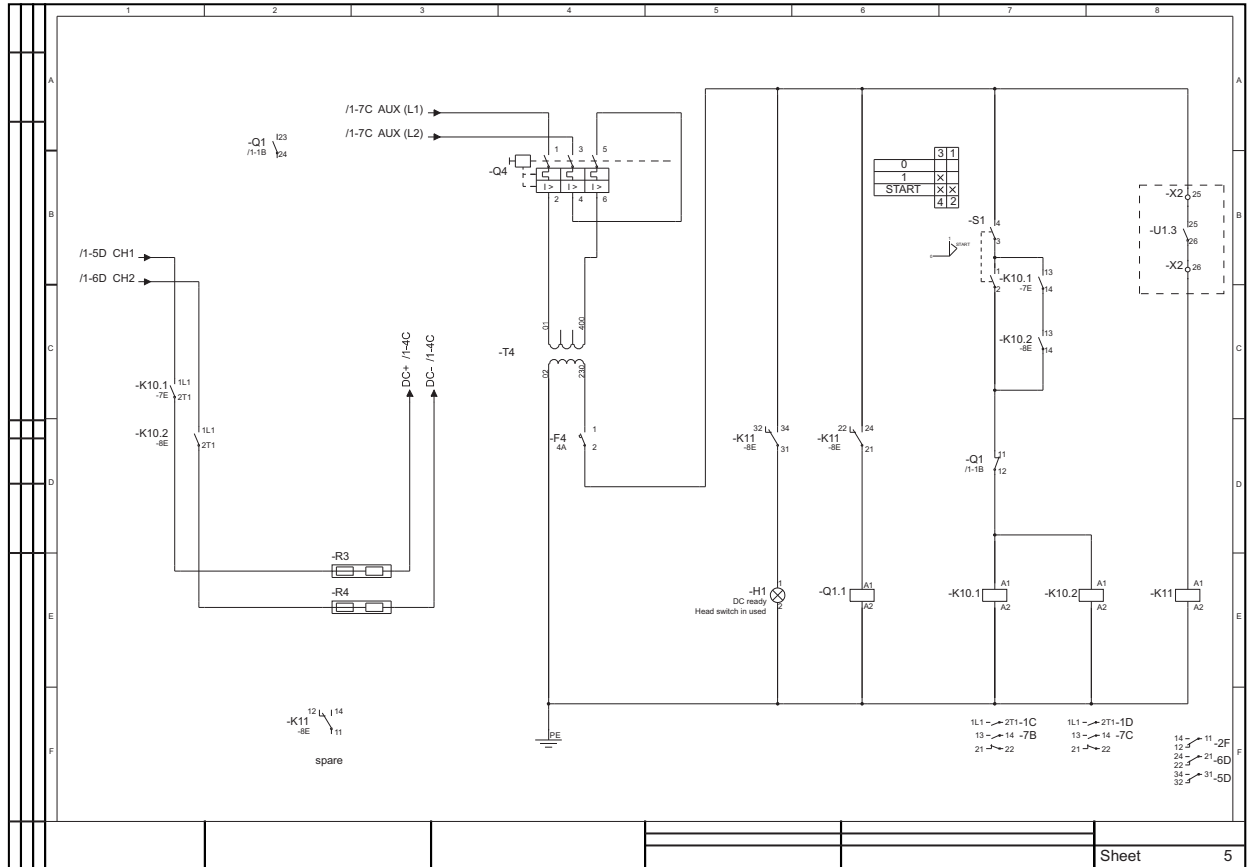 1 2 3 4 5 6 7 8
A A
/1-7C AUX (L1)
/1-7C AUX (L2)
-Q1 23
/1-1B 24
1 3 5
-Q4
I> I> I>
2 4 6
3 1
0
1 X
START X X
4 2
B B
/1-5D CH1
/1-6D CH2
-S1 4
3
1
START
0
1
2
-K10.1 13
-7E 14
-K10.2 13
-8E 14
-X2 25
25
-U1.3
26
-X2 26
C C
DC+ /1-4C
DC- /1-4C
01 400
-T4
02 230
-K10.1 1L1
-7E 2T1
-K10.2 1L1
-8E 2T1
-F4 1
4A 2
32 34
-K11
-8E 31
22 24
-K11
-8E 21
-Q1 11
/1-1B 12
D D
-R3
-R4
E E
1
-H1
DC ready
2
Head switch in used
A1
-Q1.1
A2
A1
-K10.1
A2
A1
-K10.2
A2
A1
-K11
A2
12 14
-K11
-8E 11
spare
PE
1L1 2T1 -1C
13 14 -7B
21 22
1L1 2T1 -1D
13 14 -7C
21 22
14 11 -2F
12
24 21 -6D
22
34 31 -5D
32
F F
Sheet 5